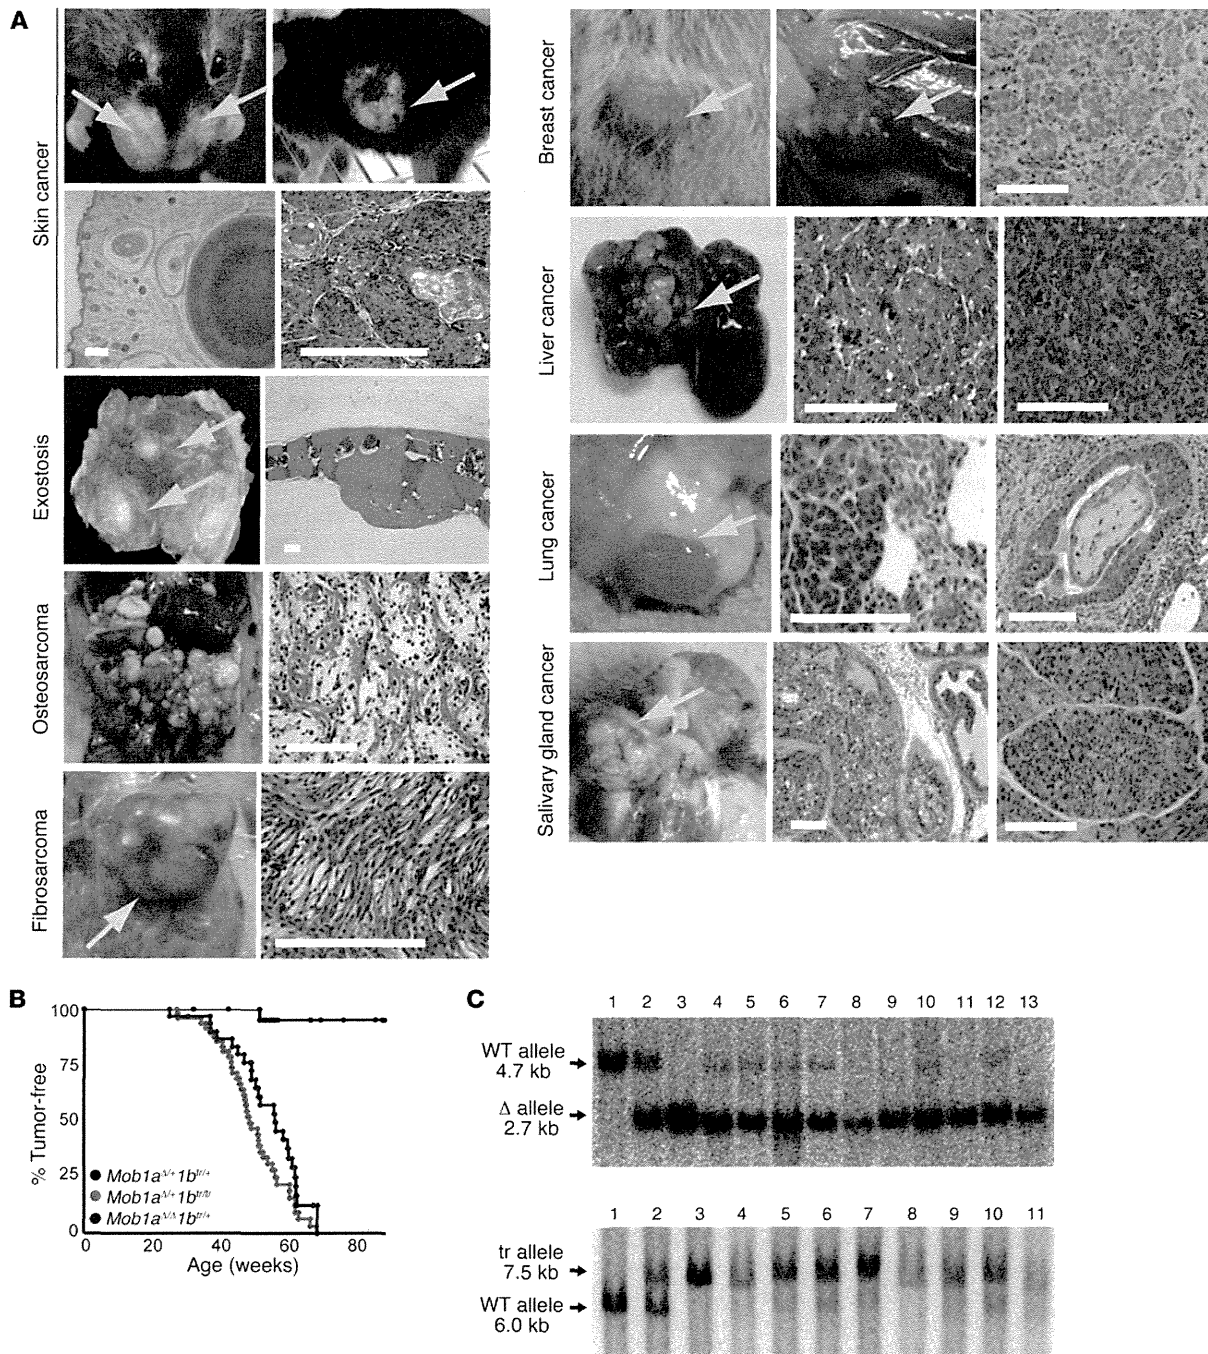 A
Skin cancer
Exostosis
Osteosarcoma
Fibrosarcoma
Breast cancer
Liver cancer
Lung cancer
Salivary gland cancer
B
% Tumor-free
100
75
50
25
0
Mob1aΔ/+1btr/+
Mob1aΔ/+1btr/tr
Mob1aΔ/Δ1btr/+
0 20 40 60 80
Age (weeks)
C
1 2 3 4 5 6 7 8 9 10 11 12 13
WT allele
4.7 kb
Δ allele
2.7 kb
1 2 3 4 5 6 7 8 9 10 11
tr allele
7.5 kb
WT allele
6.0 kb